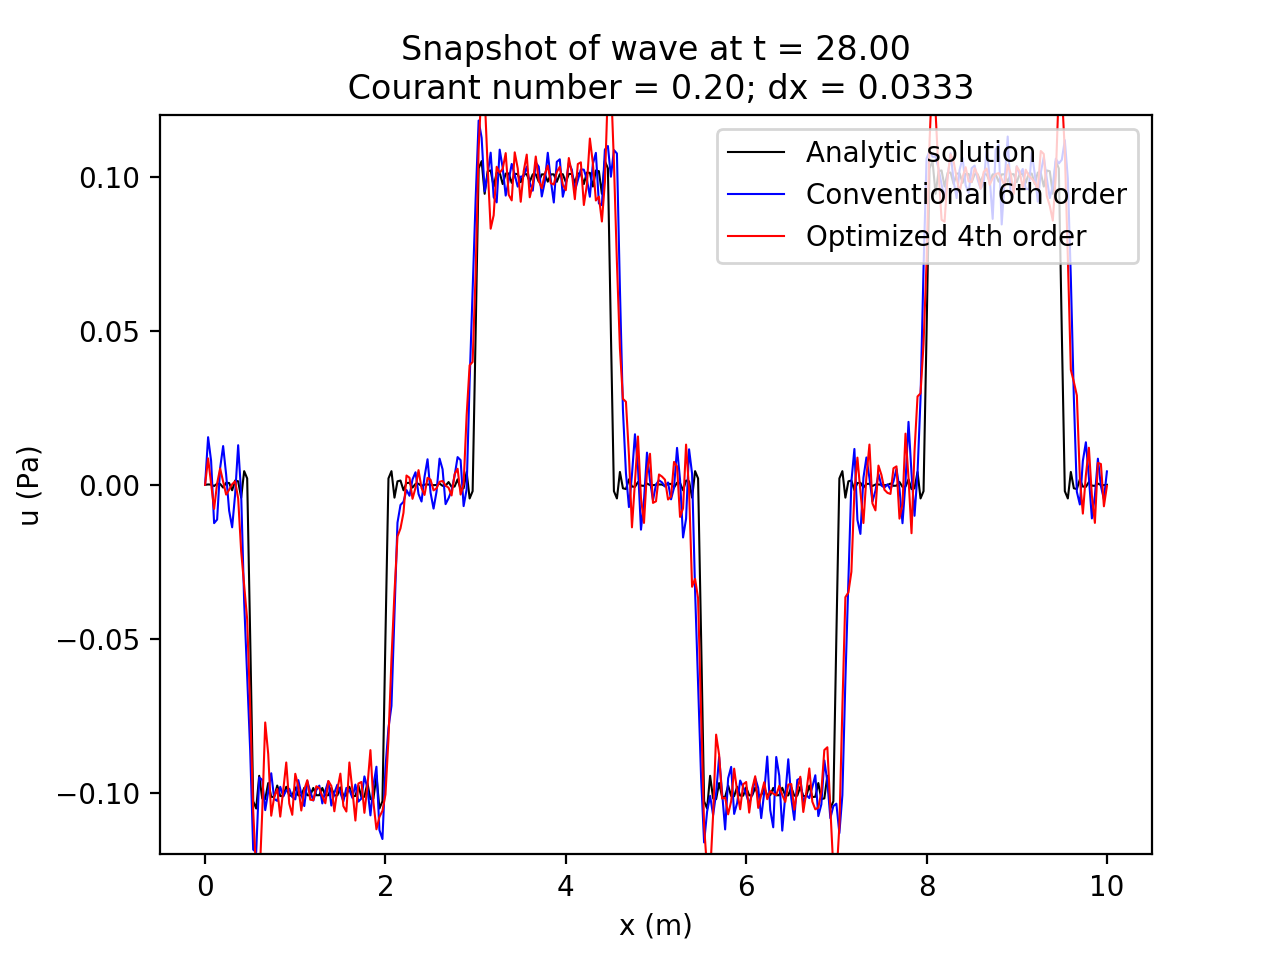 Snapshot of wave at t = 28.00
Courant number = 0.20; dx = 0.0333
Analytic solution
Conventional 6th order
Optimized 4th order
0.10
0.05
0.00
−0.05
−0.10
u (Pa)
0 2 4 6 8 10
x (m)